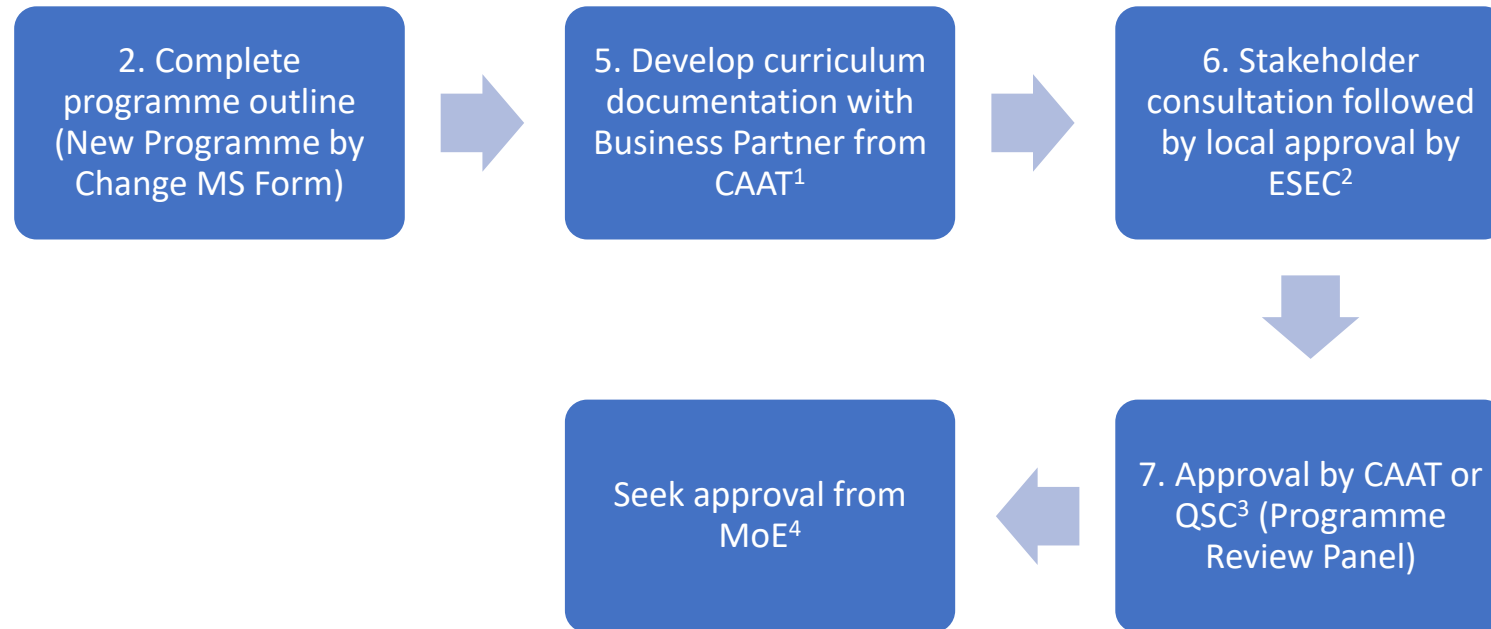 2. Complete
programme outline
(New Programme by
Change MS Form)
5. Develop curriculum
documentation with
Business Partner from
CAAT¹
6. Stakeholder
consultation followed
by local approval by
ESEC²
7. Approval by CAAT or
QSC³ (Programme
Review Panel)
Seek approval from
MoE⁴